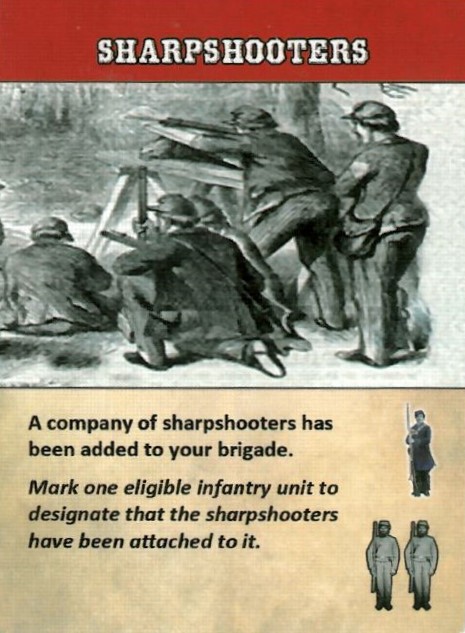 SHARPSHOOTERS
A company of sharpshooters has
been added to your brigade.
Mark one eligible infantry unit to
designate that the sharpshooters
have been attached to it.